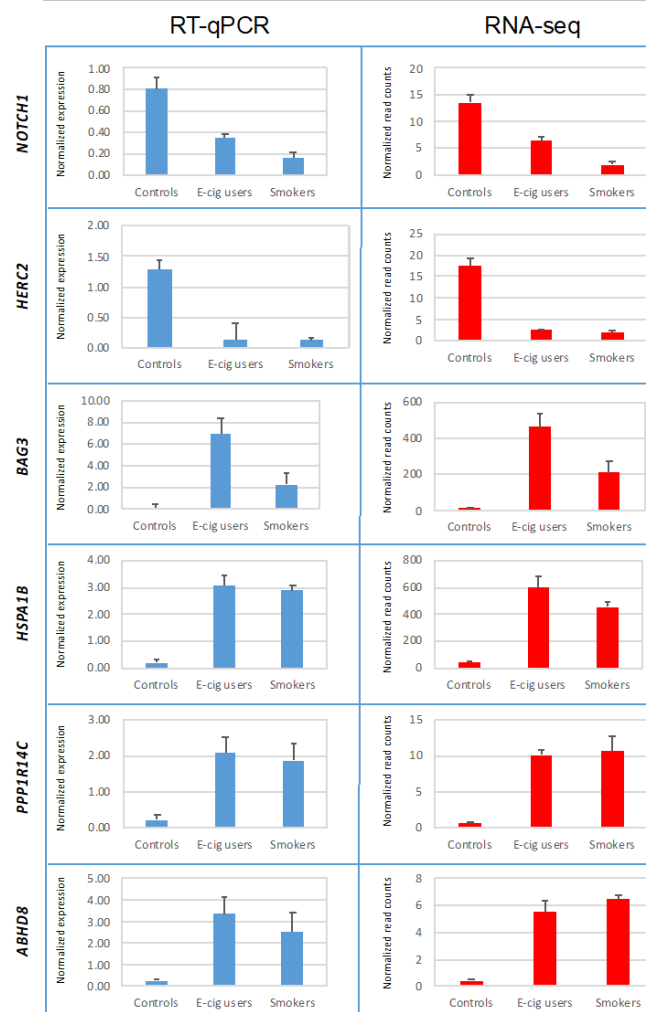 RT-qPCR RNA-seq
NOTCH1
Normalized expression
1.00
0.80
0.60
0.40
0.20
0.00
Controls E-cig users Smokers
Normalized read counts
20
15
10
5
0
Controls E-cig users Smokers
HERC2
Normalized expression
2.00
1.50
1.00
0.50
0.00
Controls E-cig users Smokers
Normalized read counts
25
20
15
10
5
0
Controls E-cig users Smokers
BAG3
Normalized expression
10.00
8.00
6.00
4.00
2.00
0.00
Controls E-cig users Smokers
Normalized read counts
600
400
200
0
Controls E-cig users Smokers
HSPA1B
Normalized expression
4.00
3.00
2.00
1.00
0.00
Controls E-cig users Smokers
Normalized read counts
800
600
400
200
0
Controls E-cig users Smokers
PPP1R14C
Normalized expression
3.00
2.00
1.00
0.00
Controls E-cig users Smokers
Normalized read counts
15
10
5
0
Controls E-cig users Smokers
ABHD8
Normalized expression
5.00
4.00
3.00
2.00
1.00
0.00
Controls E-cig users Smokers
Normalized read counts
8
6
4
2
0
Controls E-cig users Smokers